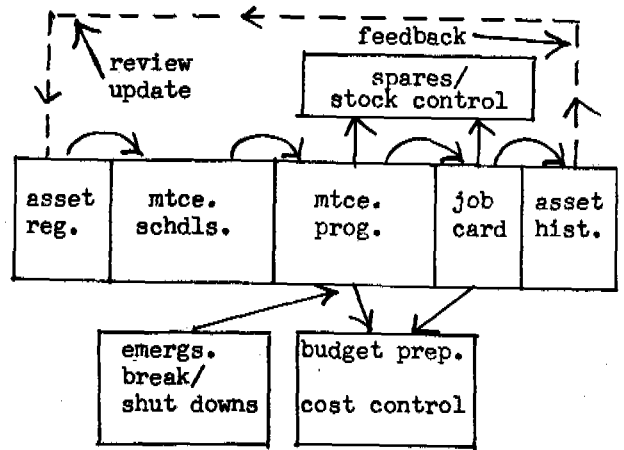 feedback
review
update
spares/
stock control
asset
reg.
mtce.
schdls.
mtce.
prog.
job
card
asset
hist.
emergs.
break/
shut downs
budget prep.
cost control